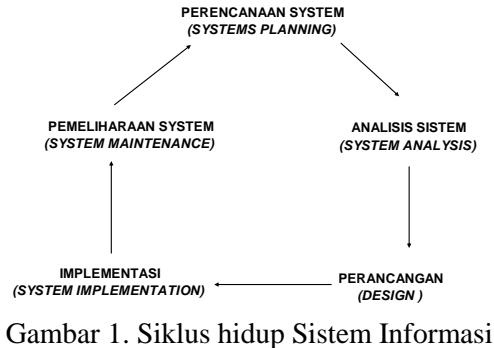 PERENCANAAN SYSTEM
(SYSTEMS PLANNING)
PEMELIHARAAN SYSTEM
(SYSTEM MAINTENANCE)
ANALISIS SISTEM
(SYSTEM ANALYSIS)
IMPLEMENTASI
(SYSTEM IMPLEMENTATION)
PERANCANGAN
(DESIGN )
Gambar 1. Siklus hidup Sistem Informasi